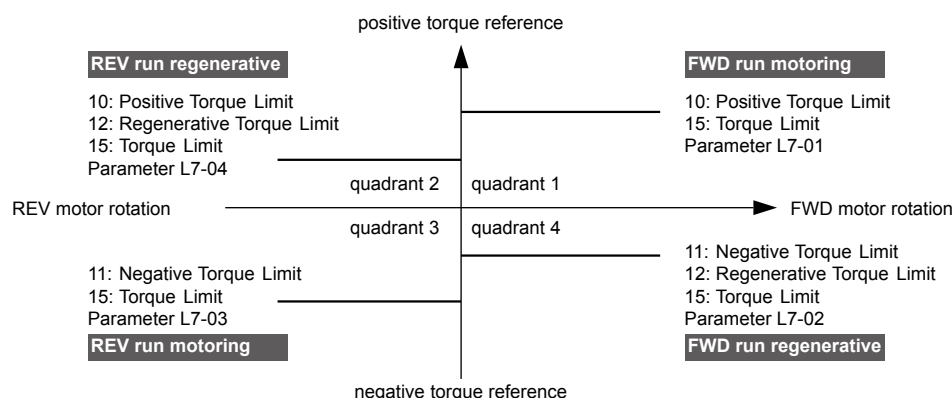 positive torque reference
REV run regenerative
10: Positive Torque Limit
12: Regenerative Torque Limit
15: Torque Limit
Parameter L7-04
FWD run motoring
10: Positive Torque Limit
15: Torque Limit
Parameter L7-01
quadrant 2
quadrant 1
REV motor rotation
FWD motor rotation
quadrant 3
quadrant 4
11: Negative Torque Limit
15: Torque Limit
Parameter L7-03
REV run motoring
11: Negative Torque Limit
12: Regenerative Torque Limit
15: Torque Limit
Parameter L7-02
FWD run regenerative
negative torque reference